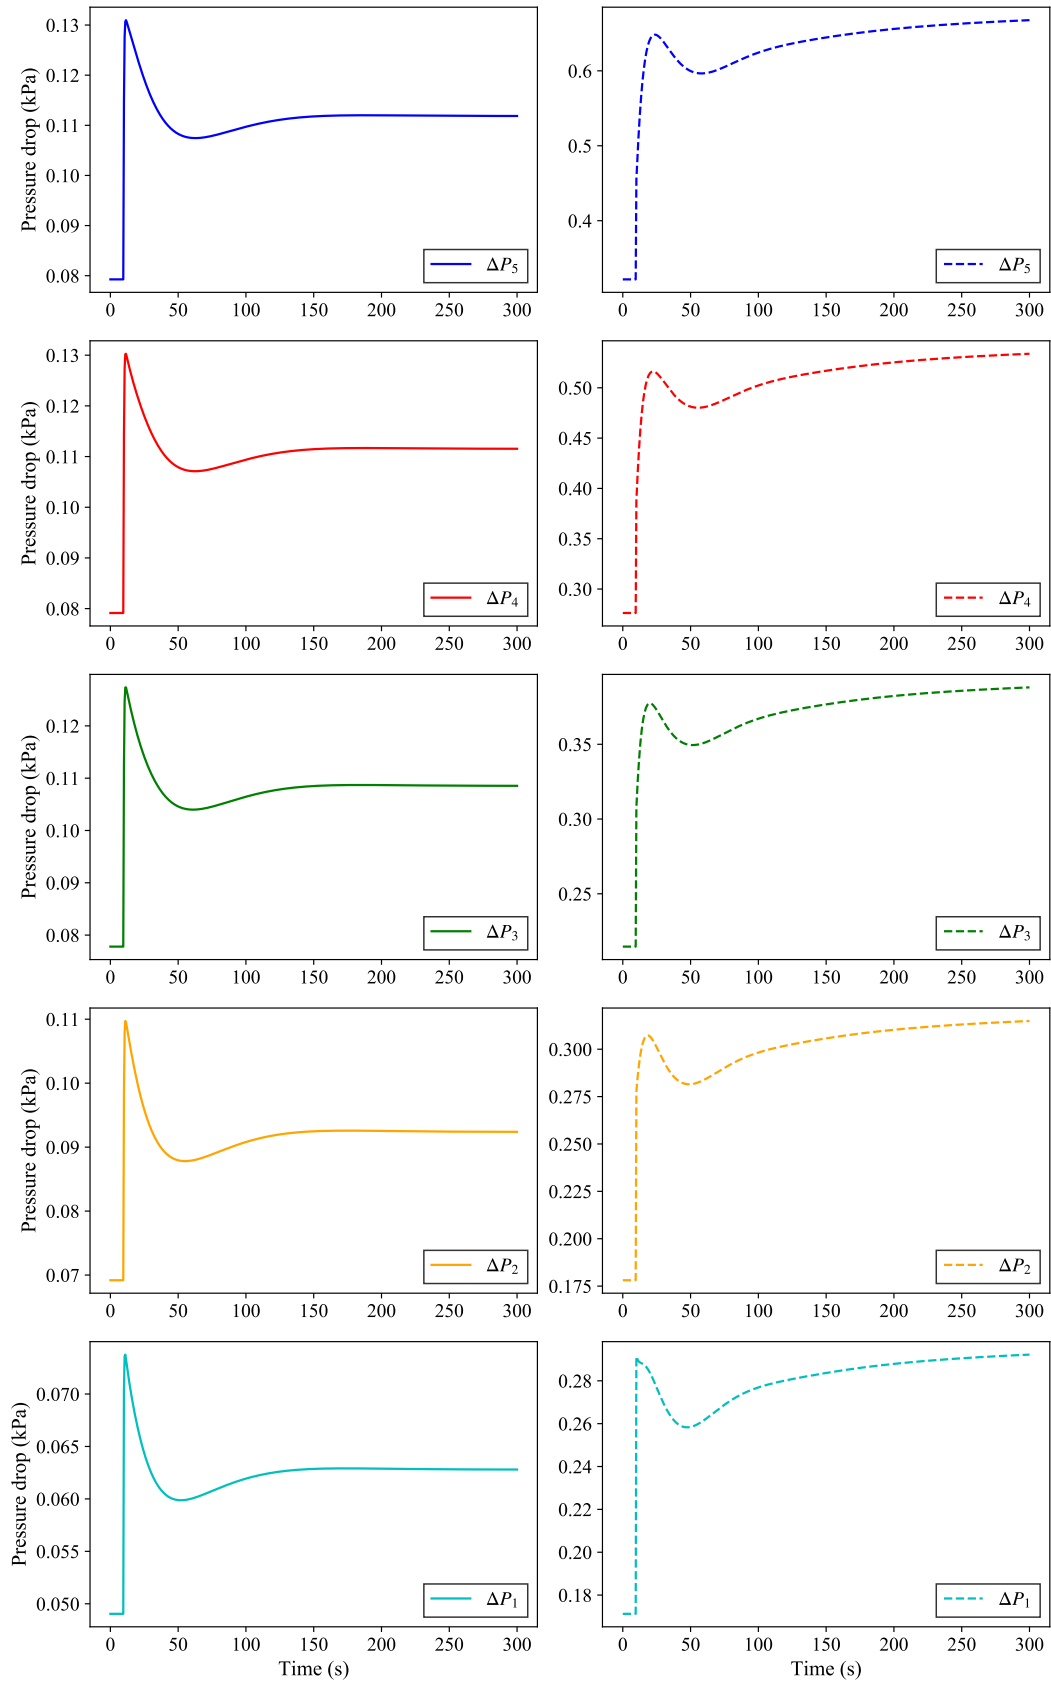 Pressure drop (kPa)
0.13
0.12
0.11
0.10
0.09
0.08
ΔP₅
0 50 100 150 200 250 300
0.6
0.5
0.4
ΔP₅
0 50 100 150 200 250 300
Pressure drop (kPa)
0.13
0.12
0.11
0.10
0.09
0.08
ΔP₄
0 50 100 150 200 250 300
0.50
0.45
0.40
0.35
0.30
ΔP₄
0 50 100 150 200 250 300
Pressure drop (kPa)
0.12
0.11
0.10
0.09
0.08
ΔP₃
0 50 100 150 200 250 300
0.35
0.30
0.25
ΔP₃
0 50 100 150 200 250 300
Pressure drop (kPa)
0.11
0.10
0.09
0.08
0.07
ΔP₂
0 50 100 150 200 250 300
0.300
0.275
0.250
0.225
0.200
0.175
ΔP₂
0 50 100 150 200 250 300
Pressure drop (kPa)
0.070
0.065
0.060
0.055
0.050
ΔP₁
0 50 100 150 200 250 300
Time (s)
0.28
0.26
0.24
0.22
0.20
0.18
ΔP₁
0 50 100 150 200 250 300
Time (s)